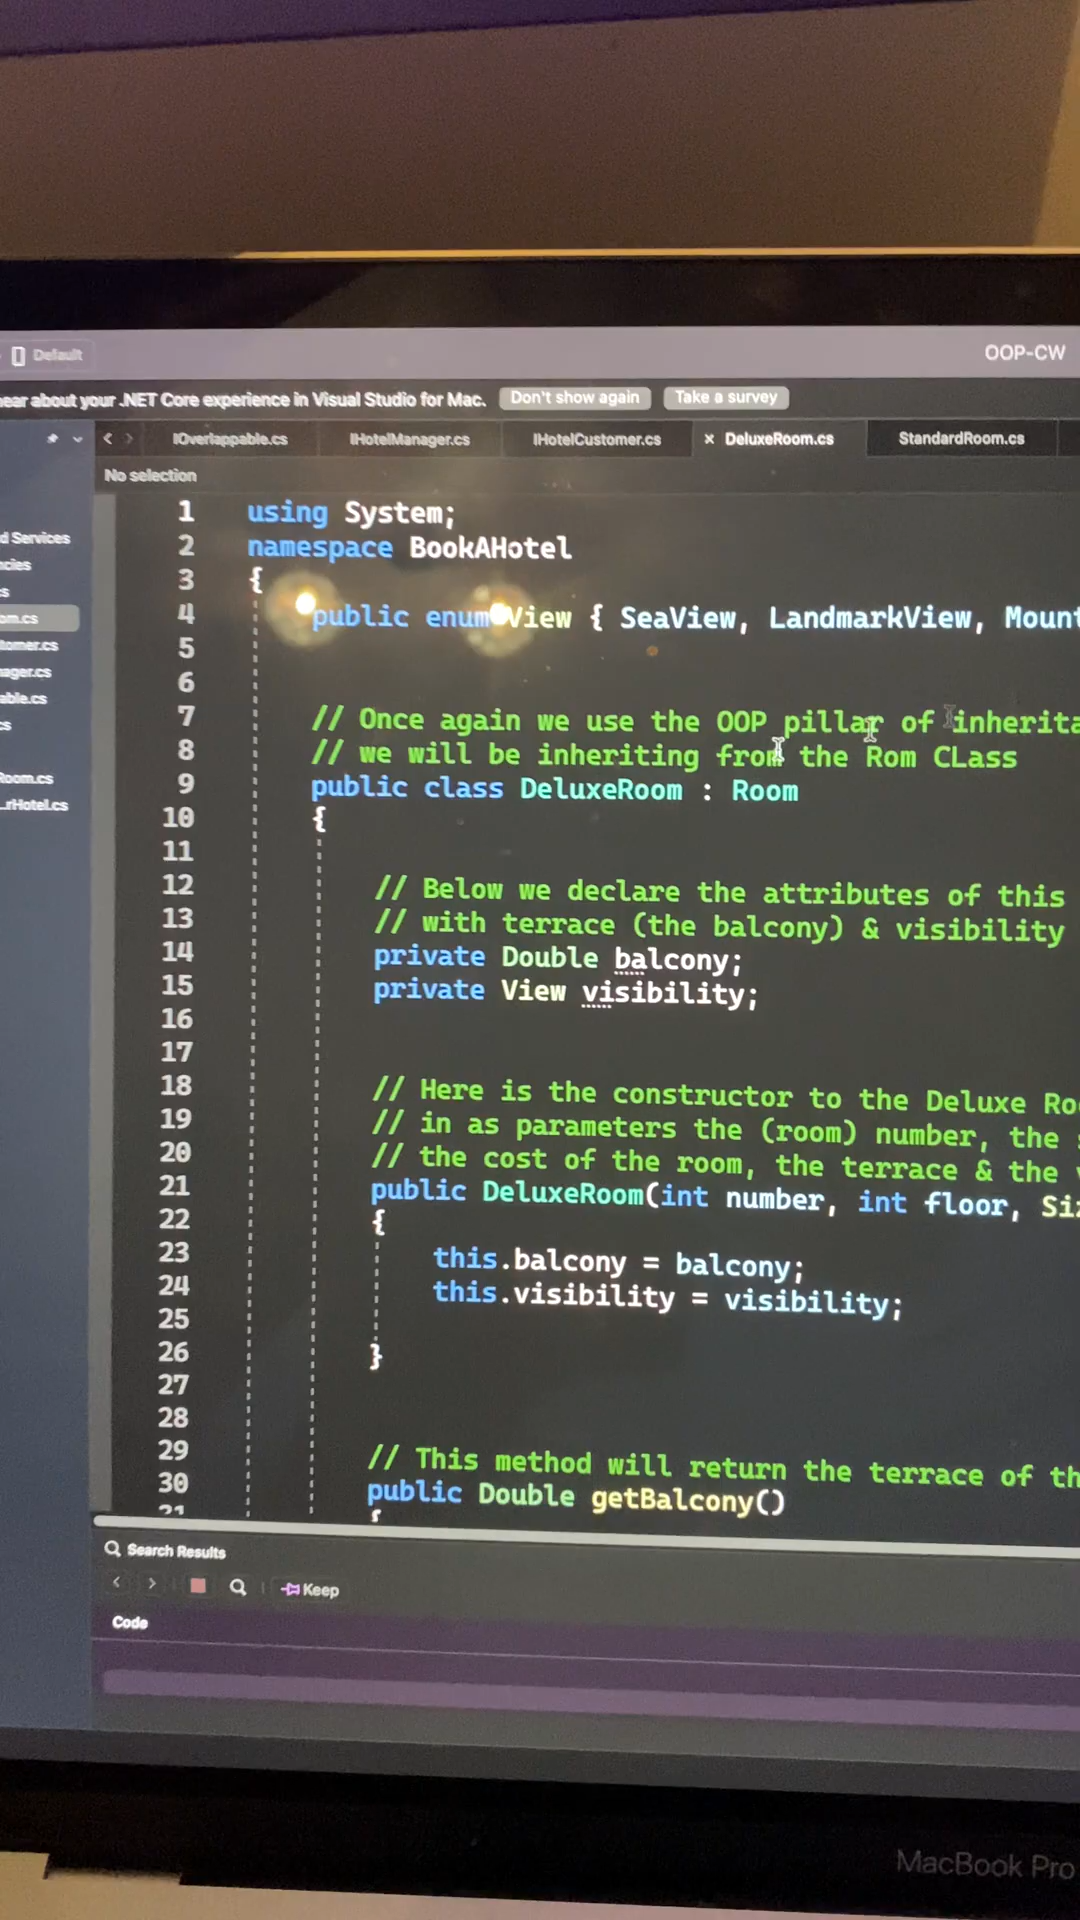 Default
OOP-CW
hear about your .NET Core experience in Visual Studio for Mac. Don't show again Take a survey
IOverlappable.cs IHotelManager.cs IHotelCustomer.cs × DeluxeRoom.cs StandardRoom.cs
No selection
d Services
ncies
s
om.cs
tomer.cs
nager.cs
able.cs
cs
Room.cs
...rHotel.cs
1 using System;
2 namespace BookAHotel
3 {
4 public enum View { SeaView, LandmarkView, Mount
5
6
7 // Once again we use the OOP pillar of inherita
8 // we will be inheriting from the Rom CLass
9 public class DeluxeRoom : Room
10 {
11
12 // Below we declare the attributes of this
13 // with terrace (the balcony) & visibility
14 private Double balcony;
15 private View visibility;
16
17
18 // Here is the constructor to the Deluxe Ro
19 // in as parameters the (room) number, the s
20 // the cost of the room, the terrace & the
21 public DeluxeRoom(int number, int floor, Siz
22 {
23 this.balcony = balcony;
24 this.visibility = visibility;
25
26 }
27
28
29 // This method will return the terrace of th
30 public Double getBalcony()
31 {
Search Results
Keep
Code
MacBook Pro